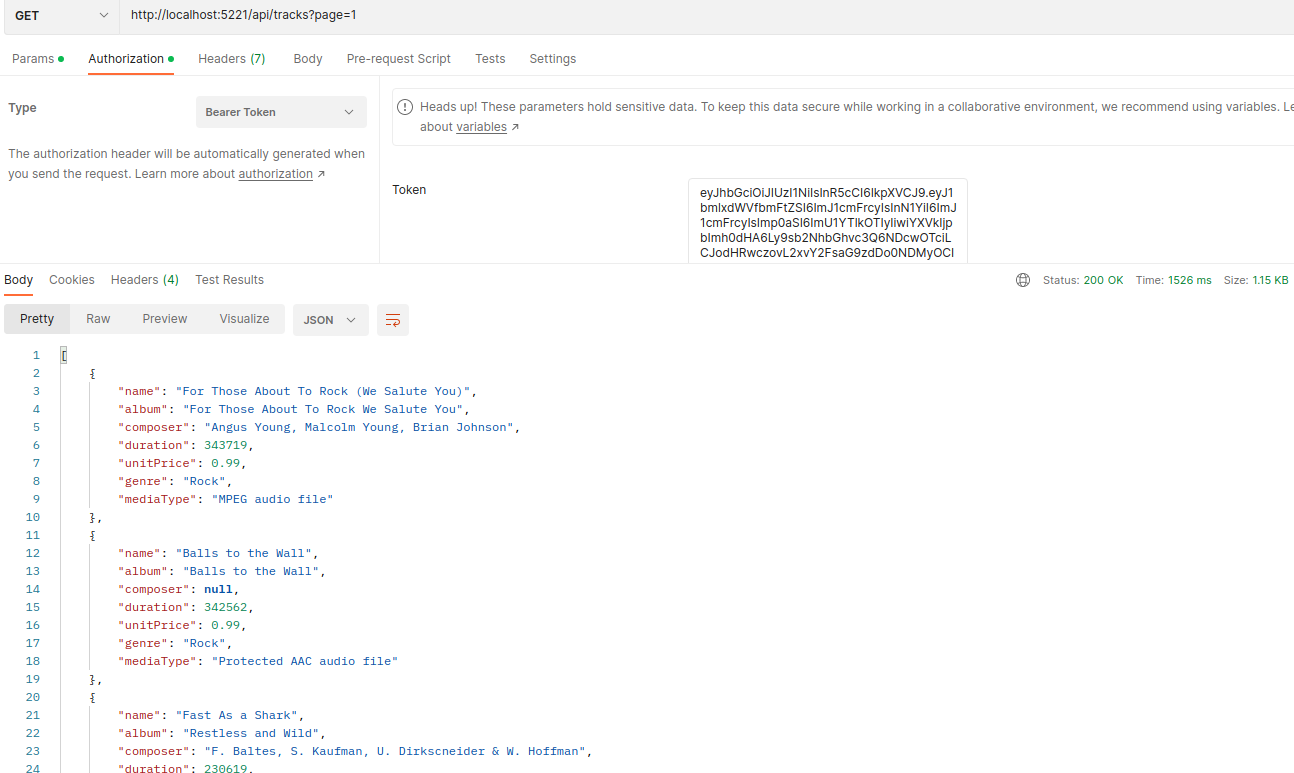 GET http://localhost:5221/api/tracks?page=1
Params Authorization Headers (7) Body Pre-request Script Tests Settings
Type
Bearer Token
The authorization header will be automatically generated when
you send the request. Learn more about authorization ↗
Heads up! These parameters hold sensitive data. To keep this data secure while working in a collaborative environment, we recommend using variables. Le
about variables ↗
Token
Body Cookies Headers (4) Test Results
Status: 200 OK Time: 1526 ms Size: 1.15 KB
Pretty Raw Preview Visualize JSON
1 [
2 {
3 "name": "For Those About To Rock (We Salute You)",
4 "album": "For Those About To Rock We Salute You",
5 "composer": "Angus Young, Malcolm Young, Brian Johnson",
6 "duration": 343719,
7 "unitPrice": 0.99,
8 "genre": "Rock",
9 "mediaType": "MPEG audio file"
10 },
11 {
12 "name": "Balls to the Wall",
13 "album": "Balls to the Wall",
14 "composer": null,
15 "duration": 342562,
16 "unitPrice": 0.99,
17 "genre": "Rock",
18 "mediaType": "Protected AAC audio file"
19 },
20 {
21 "name": "Fast As a Shark",
22 "album": "Restless and Wild",
23 "composer": "F. Baltes, S. Kaufman, U. Dirkscneider & W. Hoffman",
24 "duration": 230619,